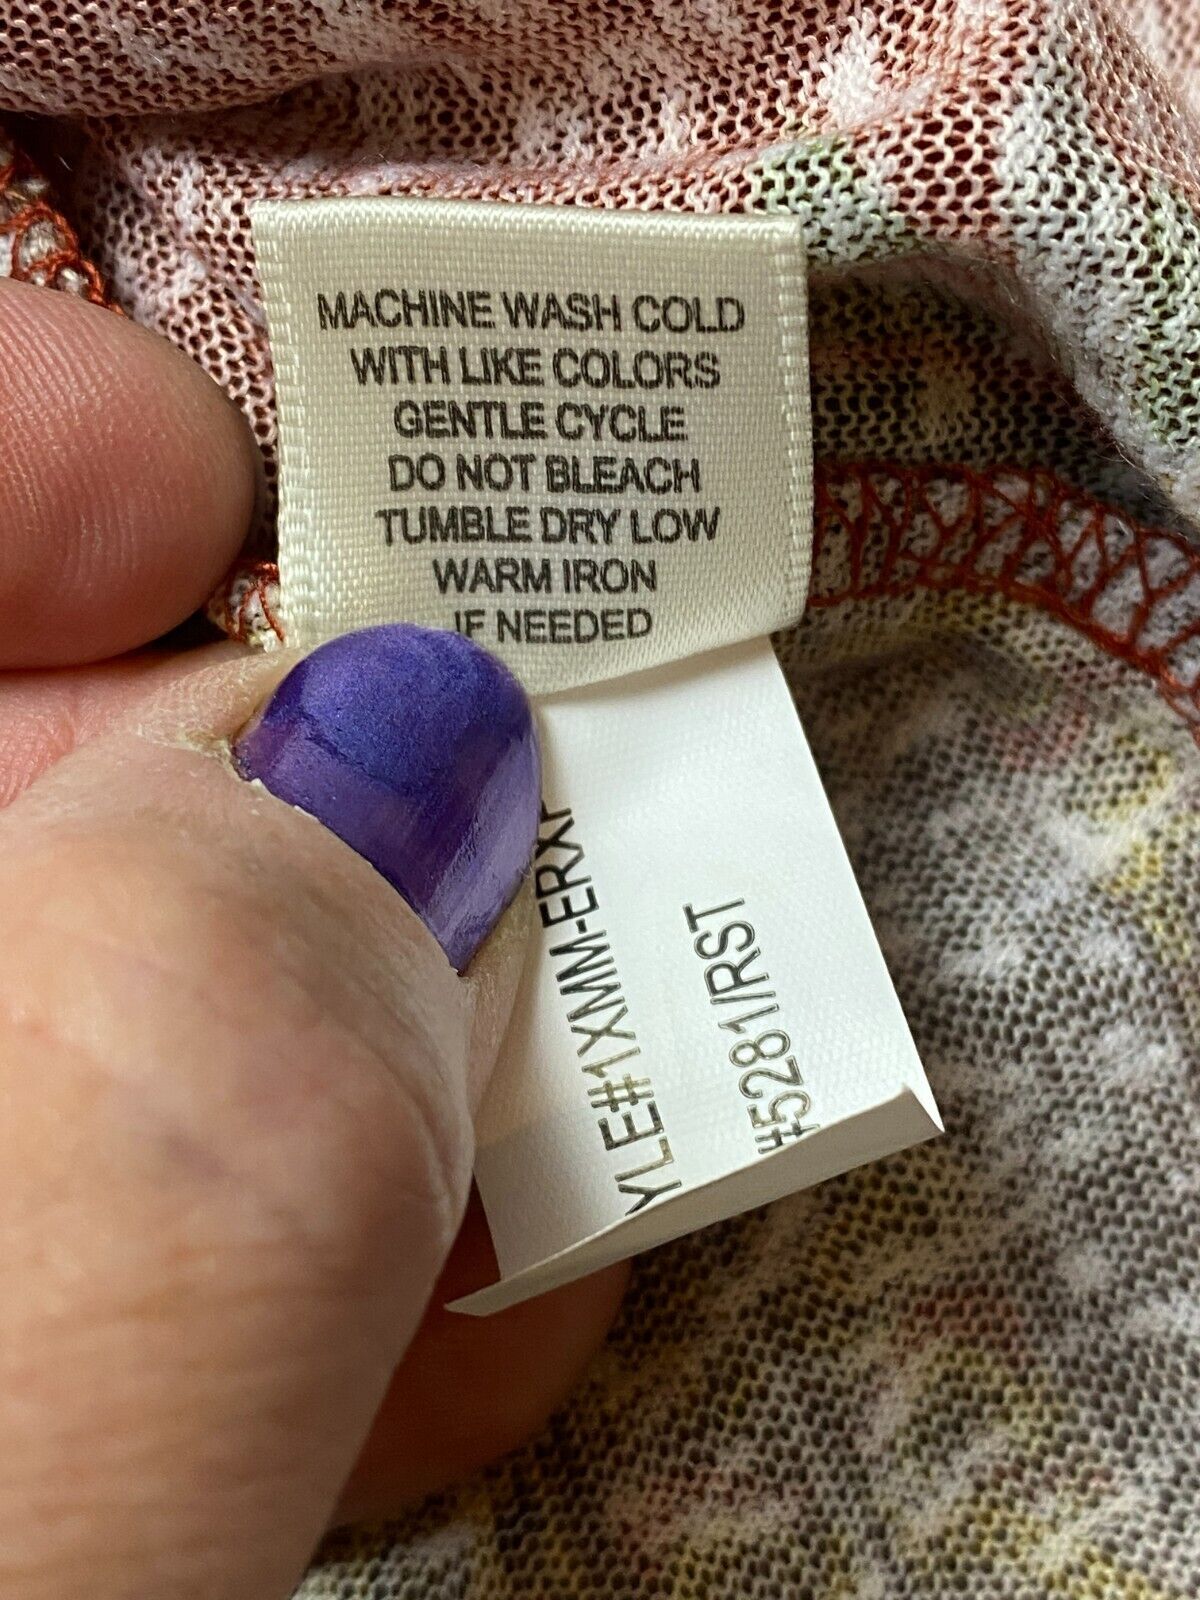 MACHINE WASH COLD
WITH LIKE COLORS
GENTLE CYCLE
DO NOT BLEACH
TUMBLE DRY LOW
WARM IRON
IF NEEDED
YLE#1XMM-ERX
#5281/RST